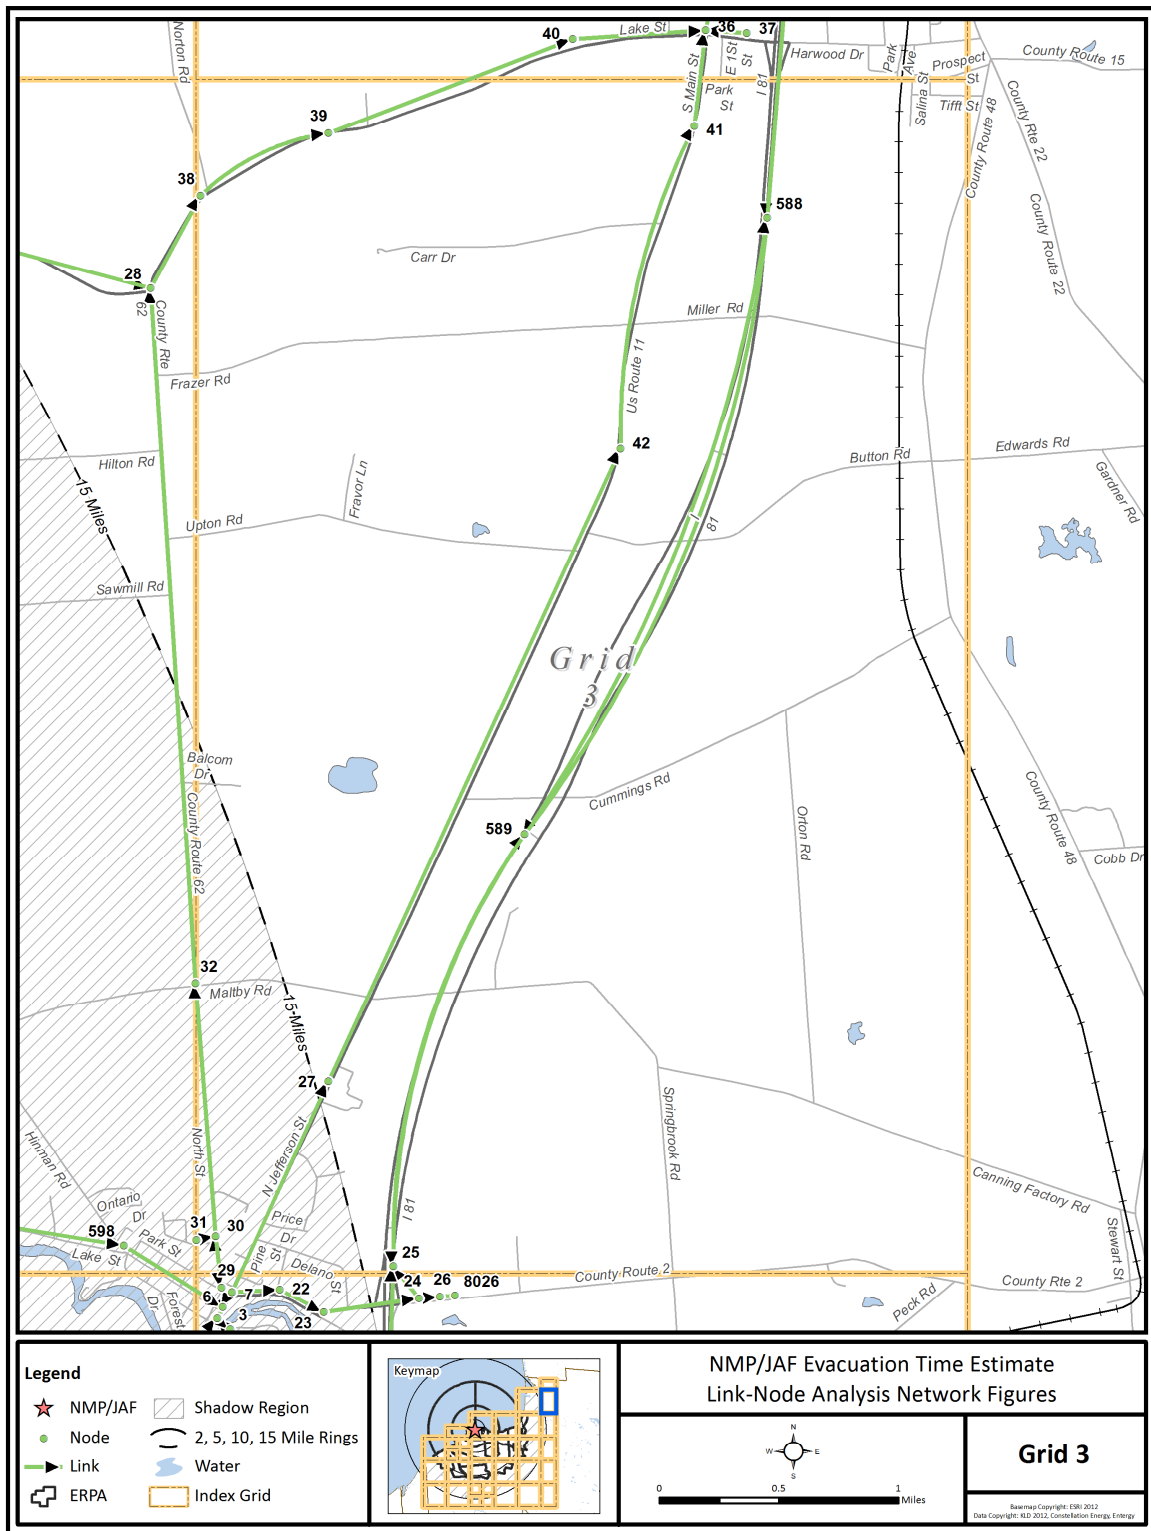 40
Lake St
36
37
Norton Rd
S Main St
E 1St St
Park St
I 81
Harwood Dr
Park Ave
Salina St
Prospect St
Tifft St
County Route 15
County Route 48
County Rte 22
39
41
38
588
County Route 22
Carr Dr
28
62
County Rte
Miller Rd
Us Route 11
Frazer Rd
42
Hilton Rd
Button Rd
Edwards Rd
Gardner Rd
15 Miles
Fravor Ln
Upton Rd
I
81
Sawmill Rd
Grid
3
Balcom Dr
County Route 62
589
Cummings Rd
Orton Rd
County Route 48
Cobb Dr
32
Maltby Rd
15 Miles
27
N Jefferson St
North St
Hinman Rd
Springbrook Rd
Canning Factory Rd
Stewart St
Ontario Dr
I 81
598
Lake St
Park St
31
30
Price Dr
Pine St
Delano St
25
29
22
24
26
8026
County Route 2
County Rte 2
Peck Rd
6
7
3
23
Dr
Forest
Legend
NMP/JAF
Shadow Region
Node
2, 5, 10, 15 Mile Rings
Link
Water
ERPA
Index Grid
Keymap
NMP/JAF Evacuation Time Estimate
Link-Node Analysis Network Figures
N
W
E
S
0
0.5
1
Miles
Grid 3
Basemap Copyright: ESRI 2012
Data Copyright: KLD 2012, Constellation Energy, Entergy